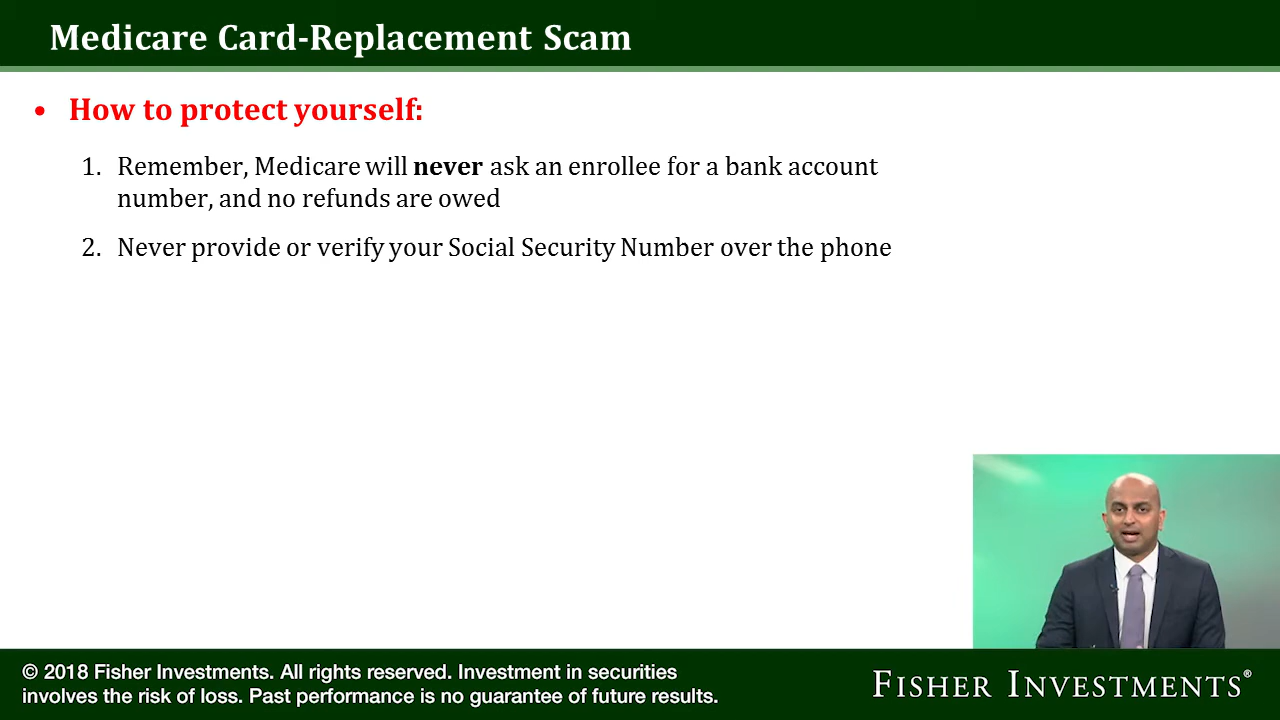 Medicare Card-Replacement Scam
• How to protect yourself:
1. Remember, Medicare will never ask an enrollee for a bank account
number, and no refunds are owed
2. Never provide or verify your Social Security Number over the phone
© 2018 Fisher Investments. All rights reserved. Investment in securities
involves the risk of loss. Past performance is no guarantee of future results.
FISHER INVESTMENTS®